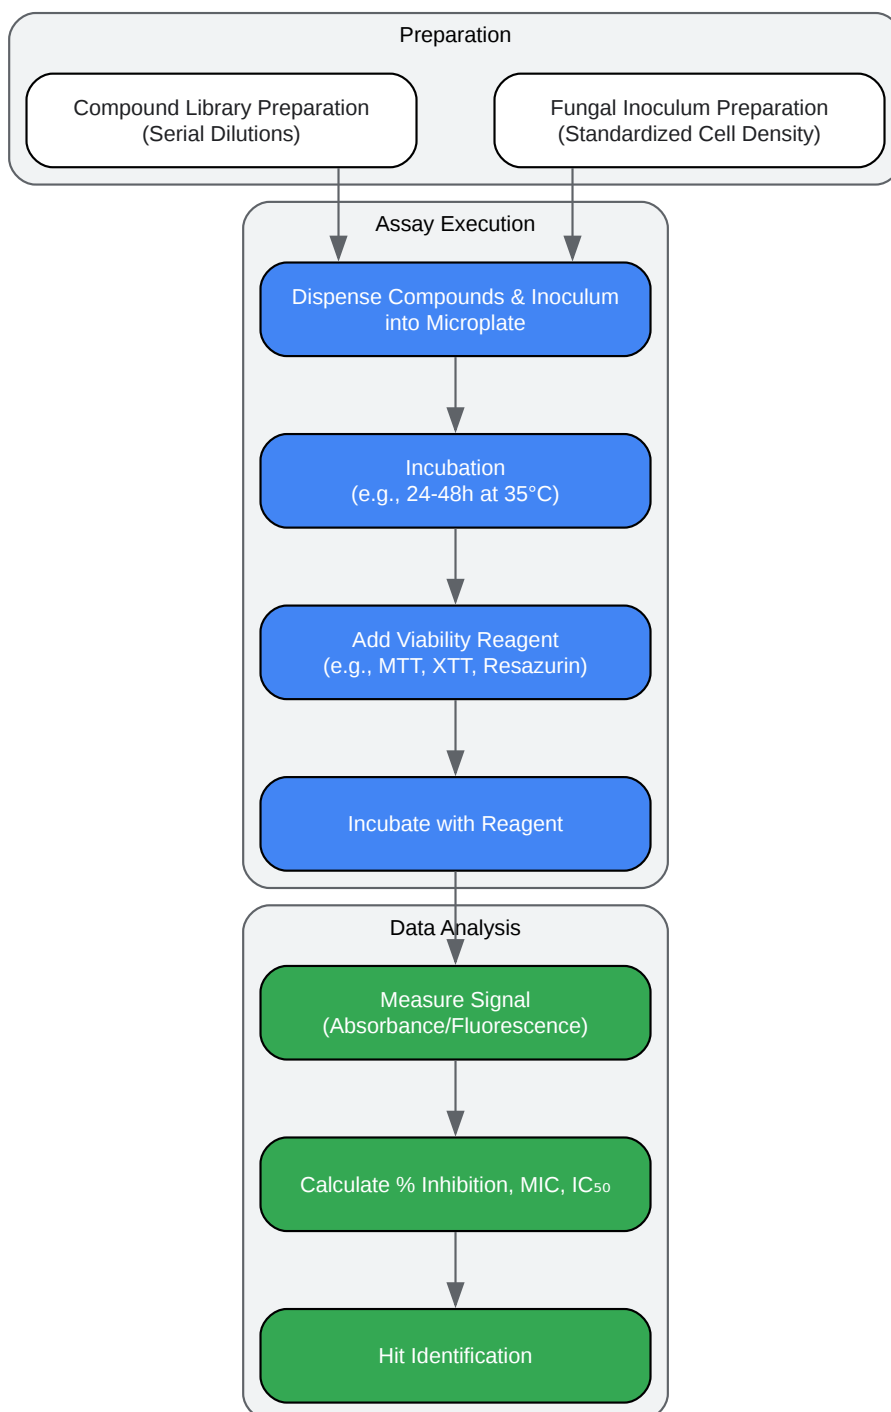 Preparation
Compound Library Preparation
(Serial Dilutions)
Fungal Inoculum Preparation
(Standardized Cell Density)
Assay Execution
Dispense Compounds & Inoculum
into Microplate
Incubation
(e.g., 24-48h at 35°C)
Add Viability Reagent
(e.g., MTT, XTT, Resazurin)
Incubate with Reagent
Data Analysis
Measure Signal
(Absorbance/Fluorescence)
Calculate % Inhibition, MIC, IC₅₀
Hit Identification